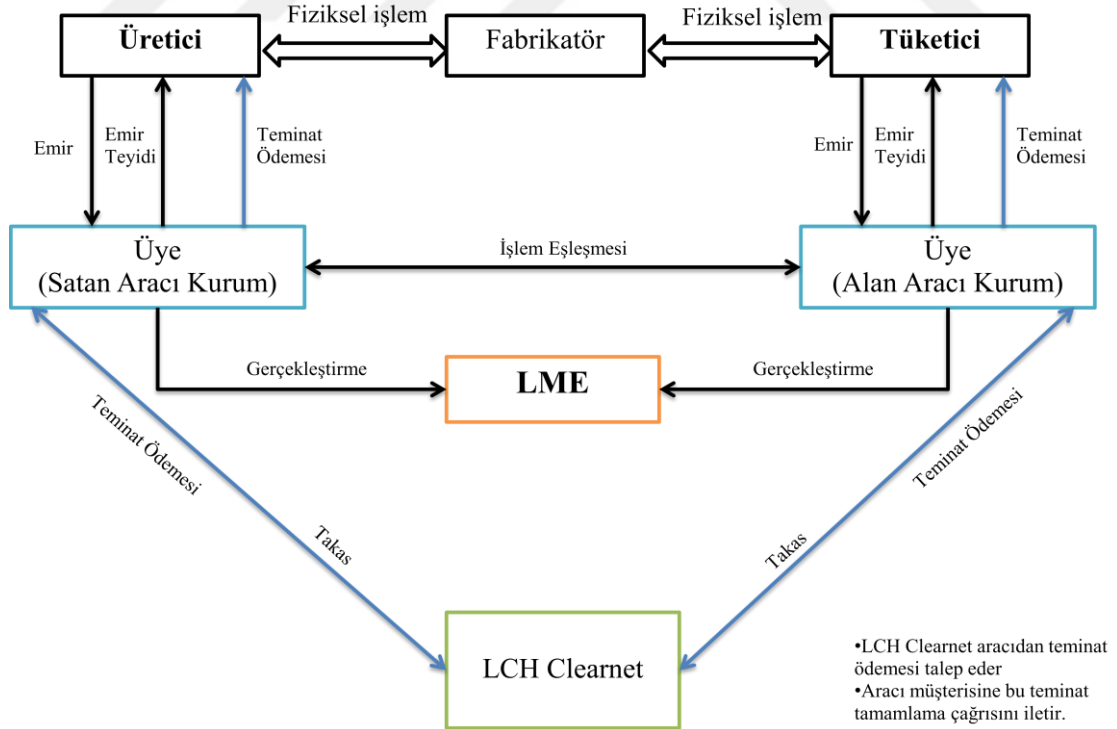 Fiziksel işlem
Fiziksel işlem
Üretici
Fabrikatör
Tüketici
Emir
Emir
Teyidi
Teminat
Ödemesi
Emir
Emir
Teyidi
Teminat
Ödemesi
Üye
(Satan Aracı Kurum)
İşlem Eşleşmesi
Üye
(Alan Aracı Kurum)
Gerçekleştirme
LME
Gerçekleştirme
Teminat Ödemesi
Teminat Ödemesi
Takas
Takas
LCH Clearnet
•LCH Clearnet aracıdan teminat
ödemesi talep eder
•Aracı müşterisine bu teminat
tamamlama çağrısını iletir.